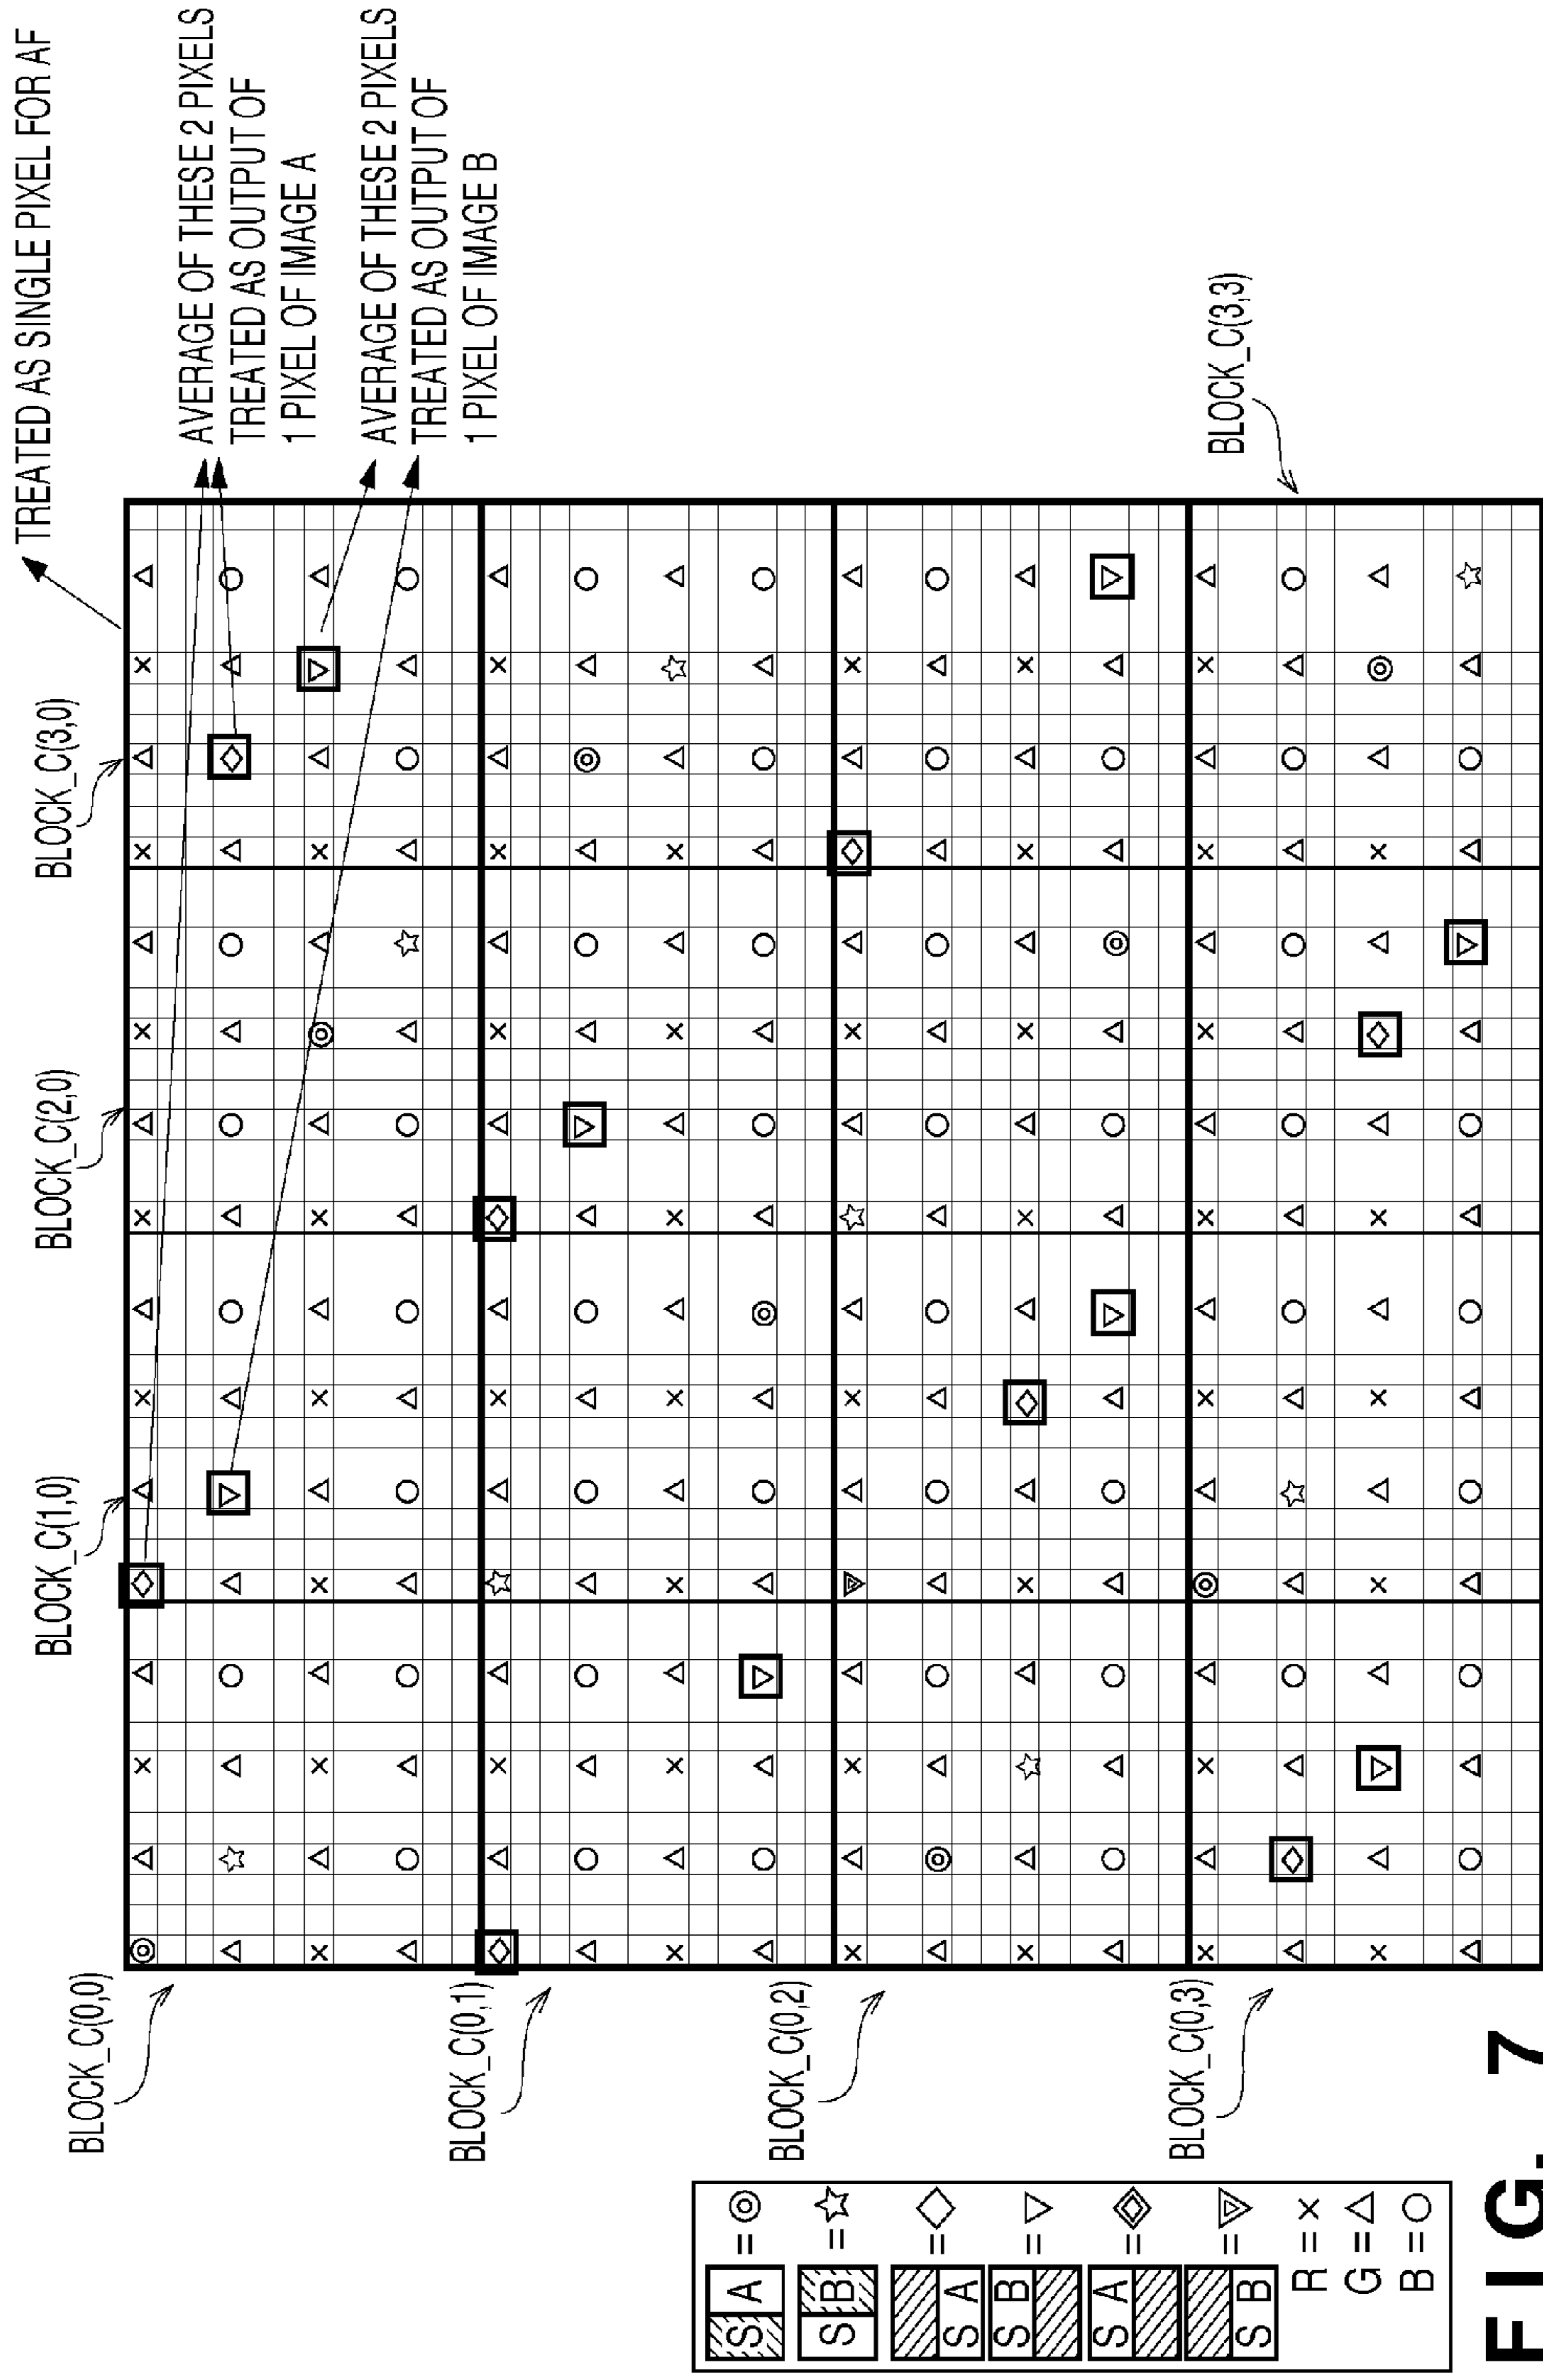 TREATED AS SINGLE PIXEL FOR AF
AVERAGE OF THESE 2 PIXELS
TREATED AS OUTPUT OF
1 PIXEL OF IMAGE A
AVERAGE OF THESE 2 PIXELS
TREATED AS OUTPUT OF
1 PIXEL OF IMAGE B
BLOCK_C(0,0)
BLOCK_C(1,0)
BLOCK_C(2,0)
BLOCK_C(3,0)
BLOCK_C(0,1)
BLOCK_C(0,2)
BLOCK_C(0,3)
BLOCK_C(3,3)
S A = ◎
S B = ☆
S A = ◇
S B = ▽
S A =
S B =
R = ×
G = △
B = ○
FIG. 7